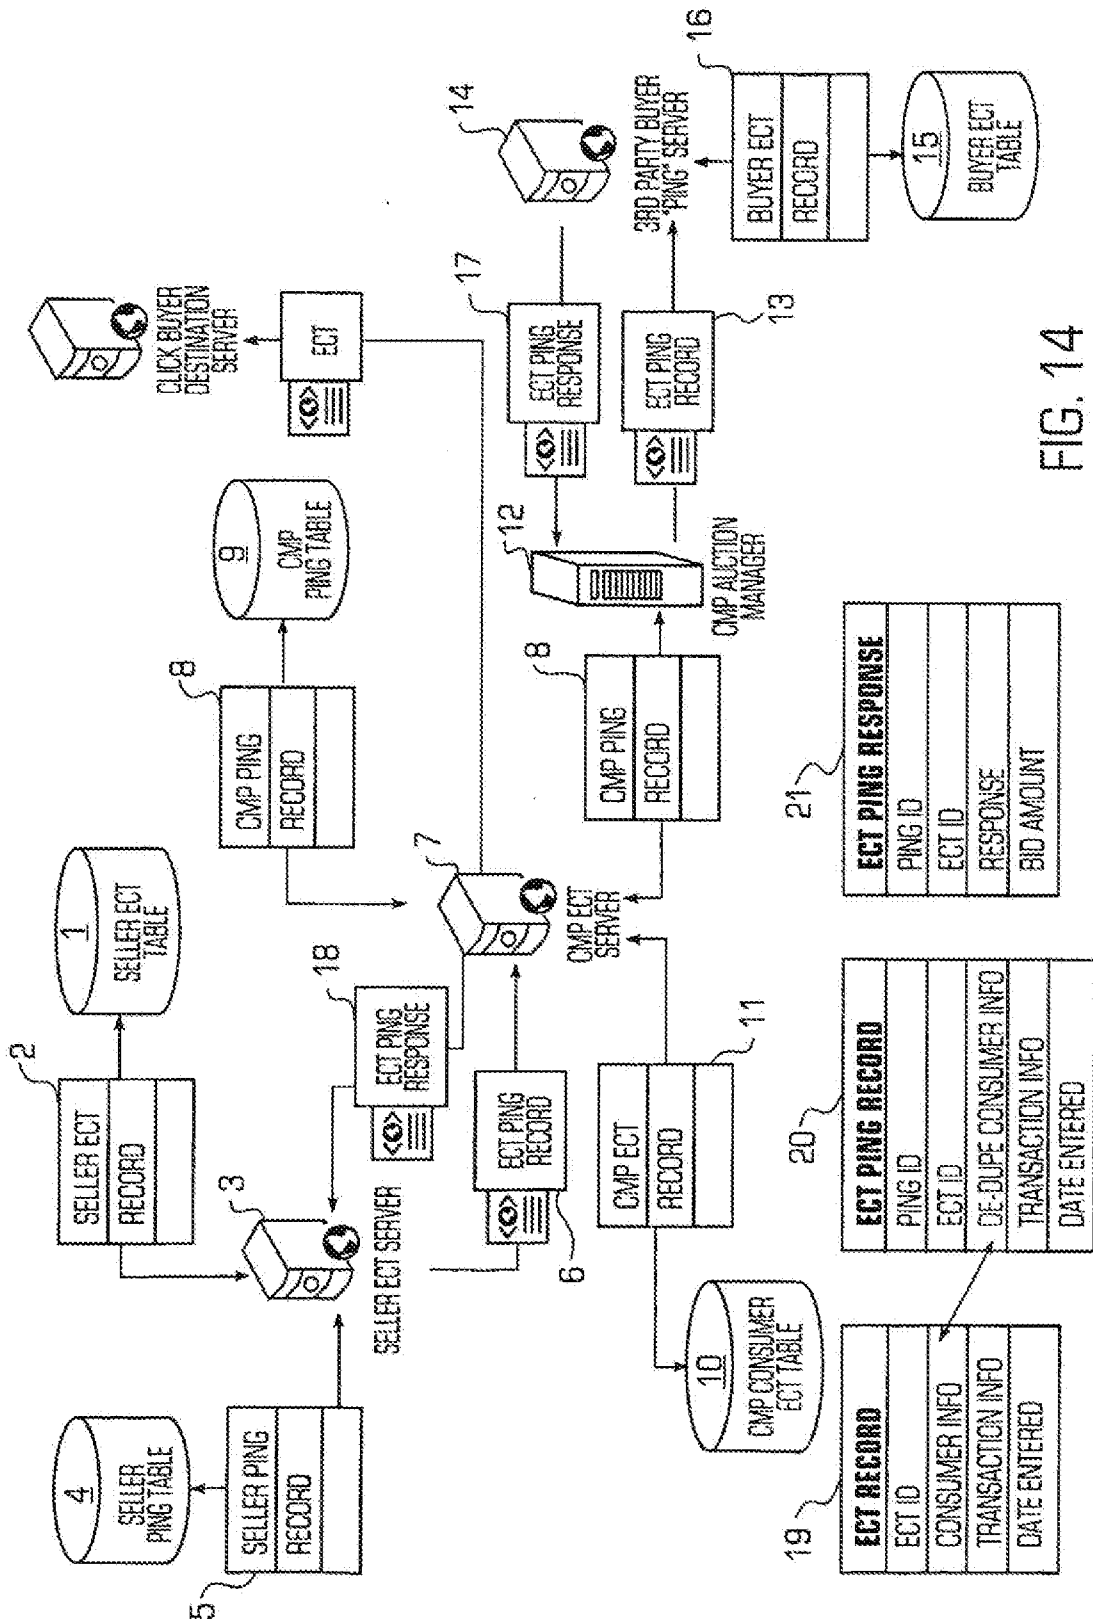 1
SELLER ECT
TABLE
2
SELLER ECT
RECORD
3
SELLER ECT SERVER
4
SELLER
PING TABLE
5
SELLER PING
RECORD
18
ECT PING
RESPONSE
ECT PING
RECORD
6
7
CMP ECT
SERVER
8
CMP PING
RECORD
9
CMP
PING TABLE
CLICK BUYER
DESTINATION
SERVER
ECT
10
CMP CONSUMER
ECT TABLE
CMP ECT
RECORD
11
8
CMP PING
RECORD
12
CMP AUCTION
MANAGER
17
ECT PING
RESPONSE
ECT PING
RECORD
13
14
3RD PARTY BUYER
"PING" SERVER
16
BUYER ECT
RECORD
15
BUYER ECT
TABLE
19
ECT RECORD
ECT ID
CONSUMER INFO
TRANSACTION INFO
DATE ENTERED
20
ECT PING RECORD
PING ID
ECT ID
DE-DUPE CONSUMER INFO
TRANSACTION INFO
DATE ENTERED
21
ECT PING RESPONSE
PING ID
ECT ID
RESPONSE
BID AMOUNT
FIG. 14